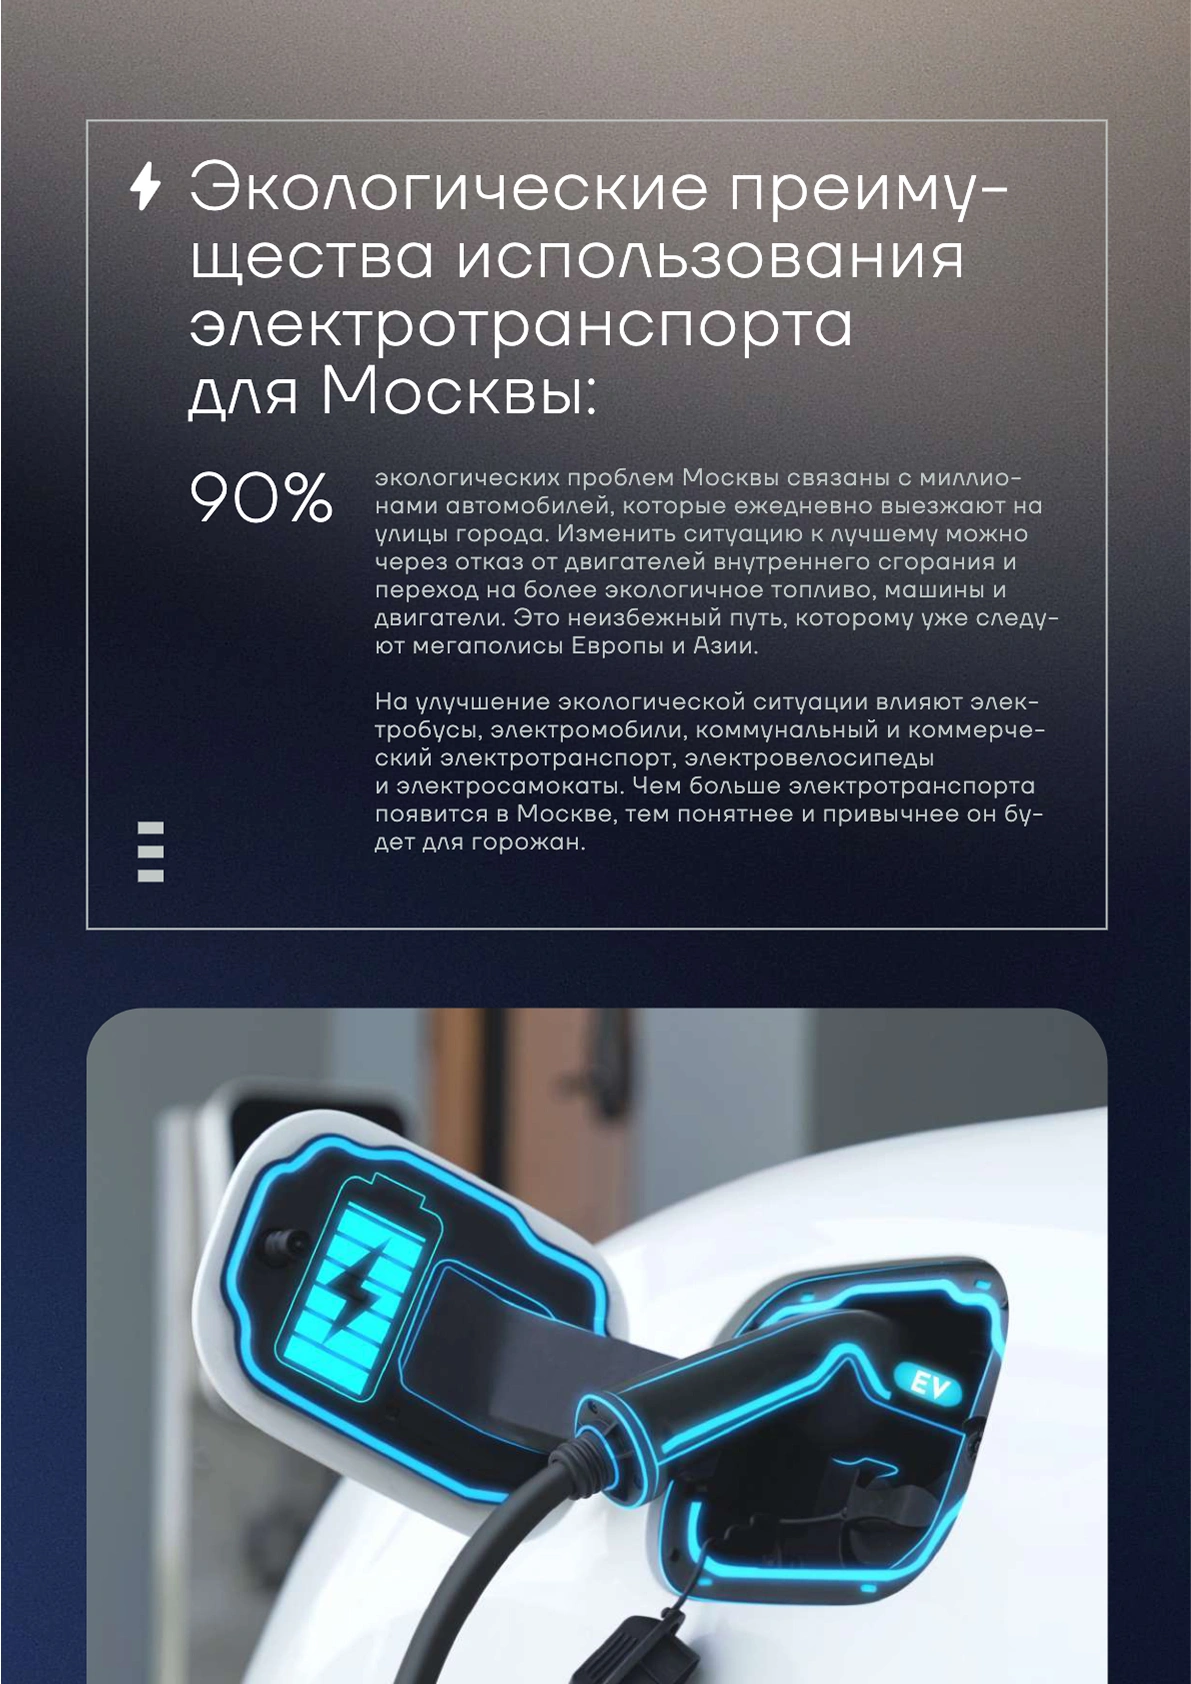 Экологические преиму-
щества использования
электротранспорта
для Москвы:
90%
экологических проблем Москвы связаны с миллио-
нами автомобилей, которые ежедневно выезжают на
улицы города. Изменить ситуацию к лучшему можно
через отказ от двигателей внутреннего сгорания и
переход на более экологичное топливо, машины и
двигатели. Это неизбежный путь, которому уже следу-
ют мегаполисы Европы и Азии.
На улучшение экологической ситуации влияют элек-
тробусы, электромобили, коммунальный и коммерче-
ский электротранспорт, электровелосипеды
и электросамокаты. Чем больше электротранспорта
появится в Москве, тем понятнее и привычнее он бу-
дет для горожан.
EV